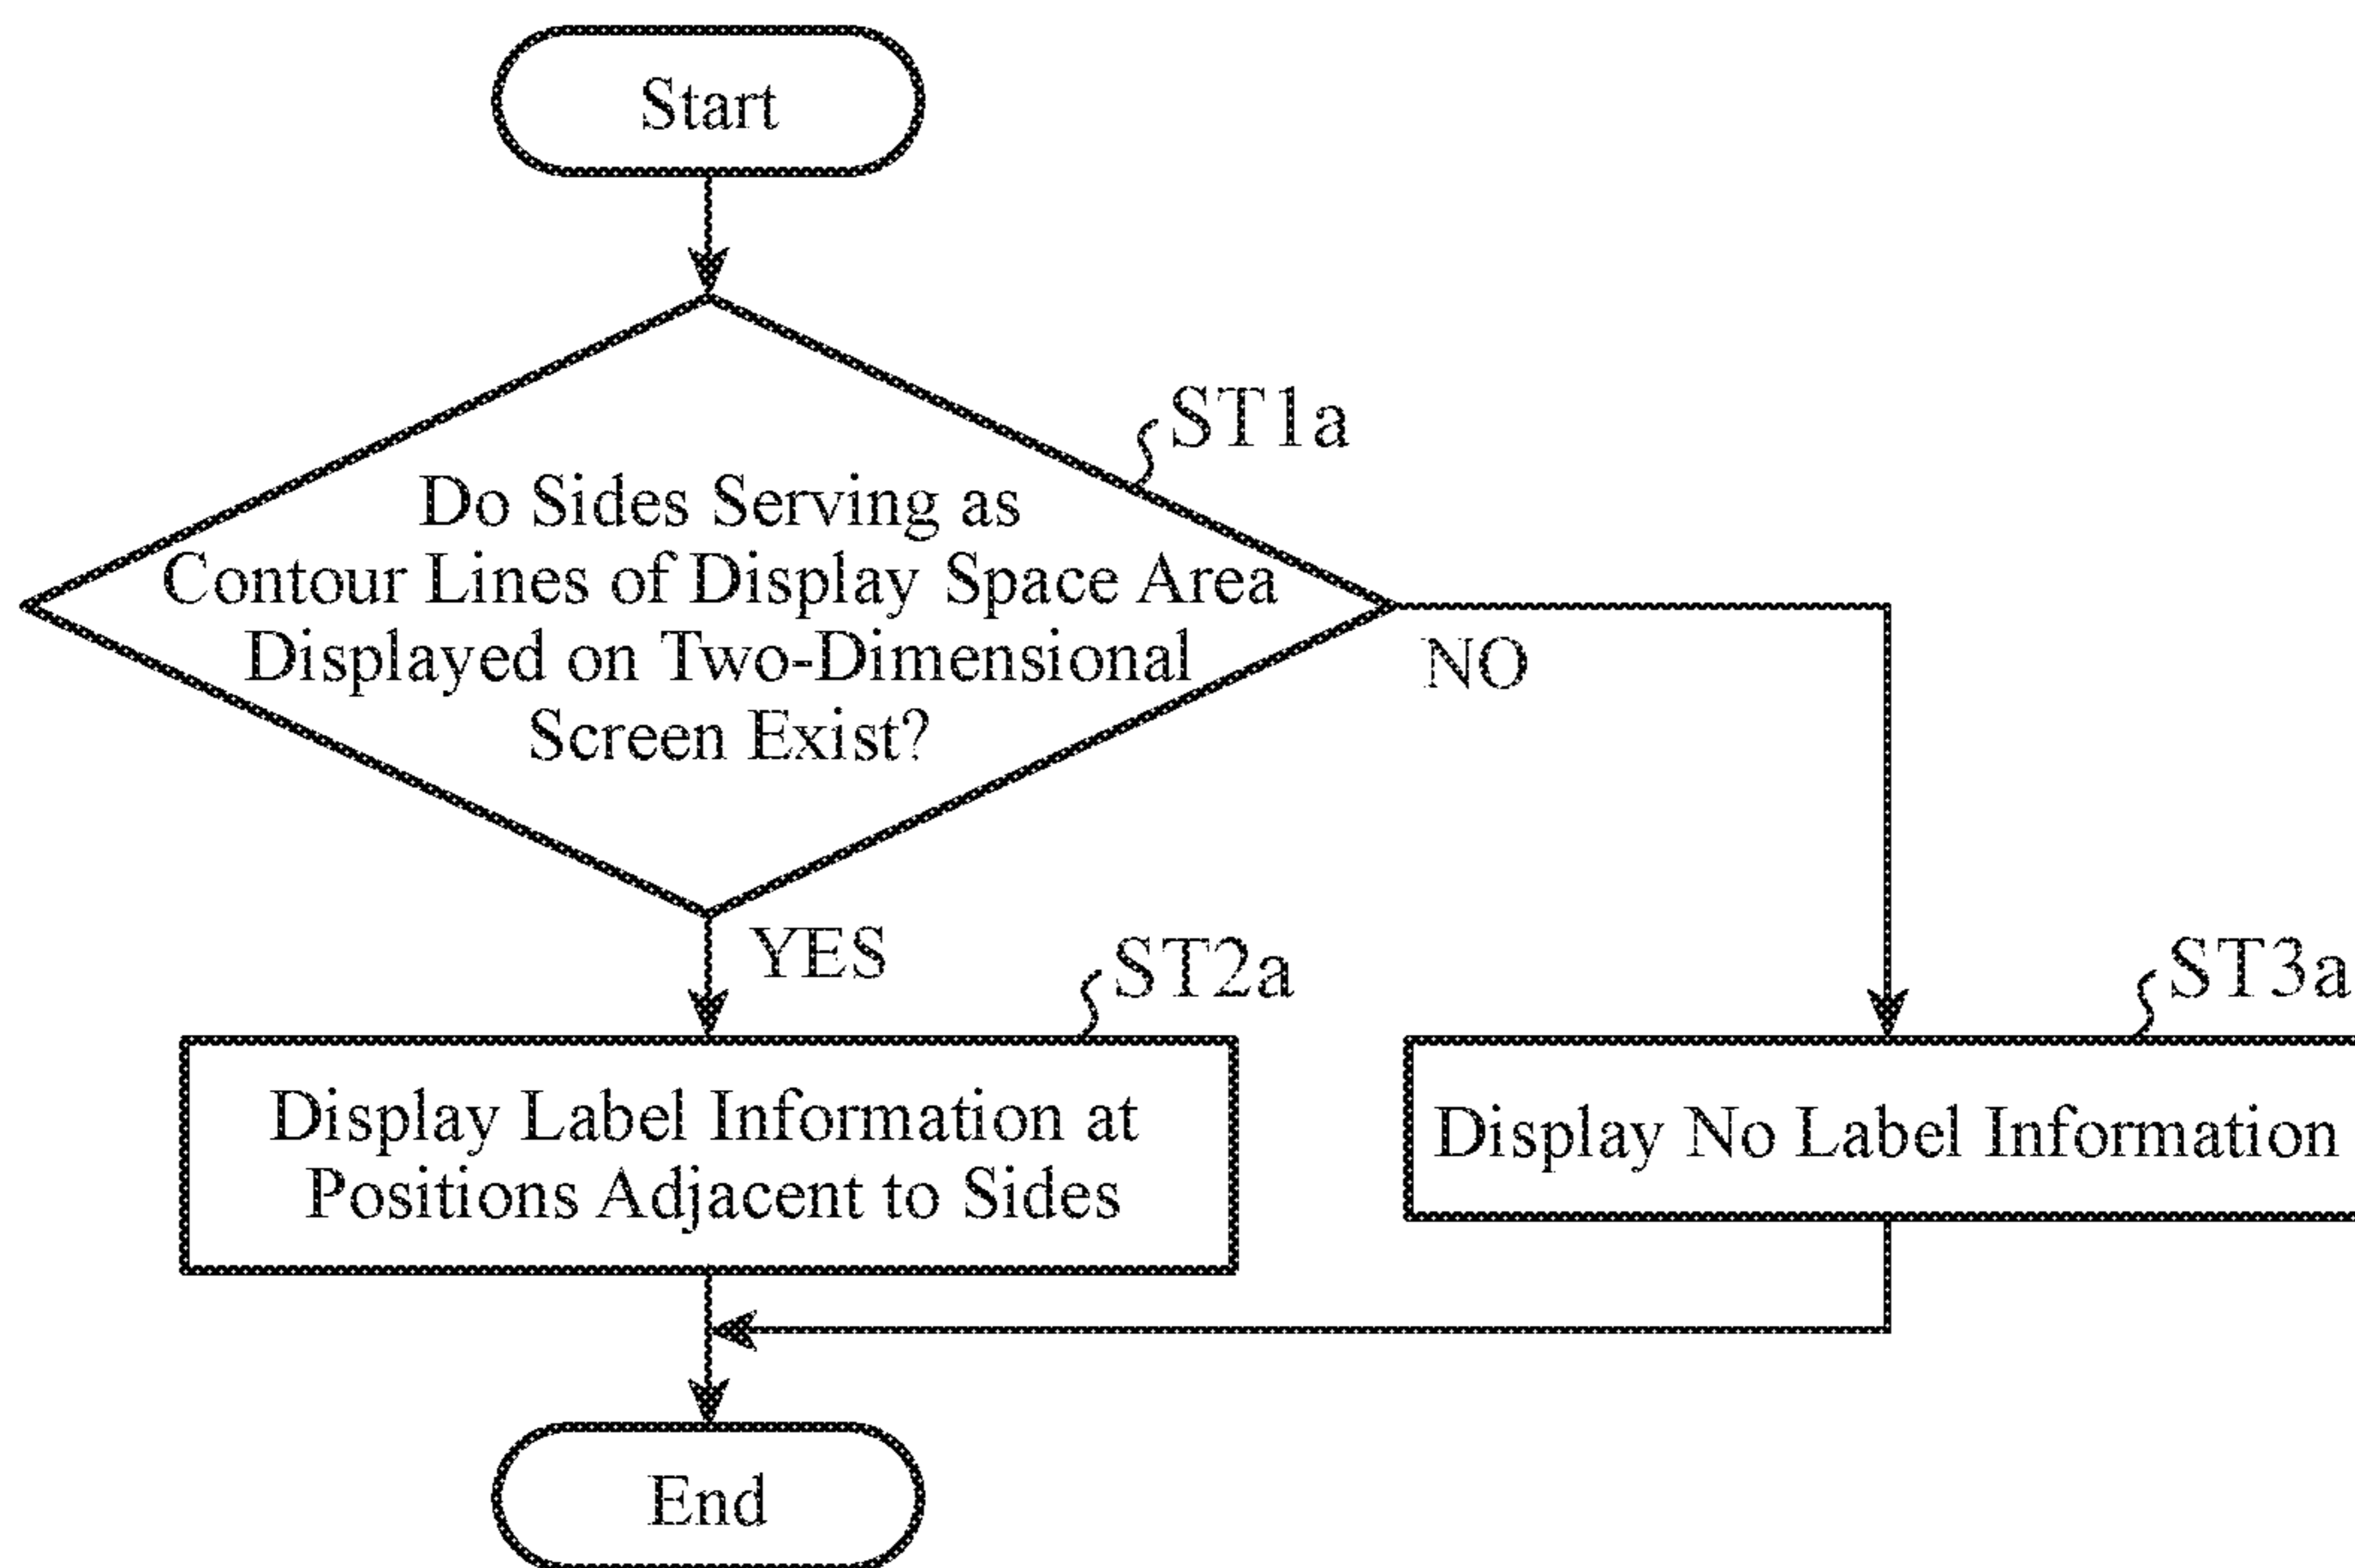 Start
ST1a
Do Sides Serving as
Contour Lines of Display Space Area
Displayed on Two-Dimensional
Screen Exist?
NO
YES
ST2a
ST3a
Display Label Information at
Positions Adjacent to Sides
Display No Label Information
End